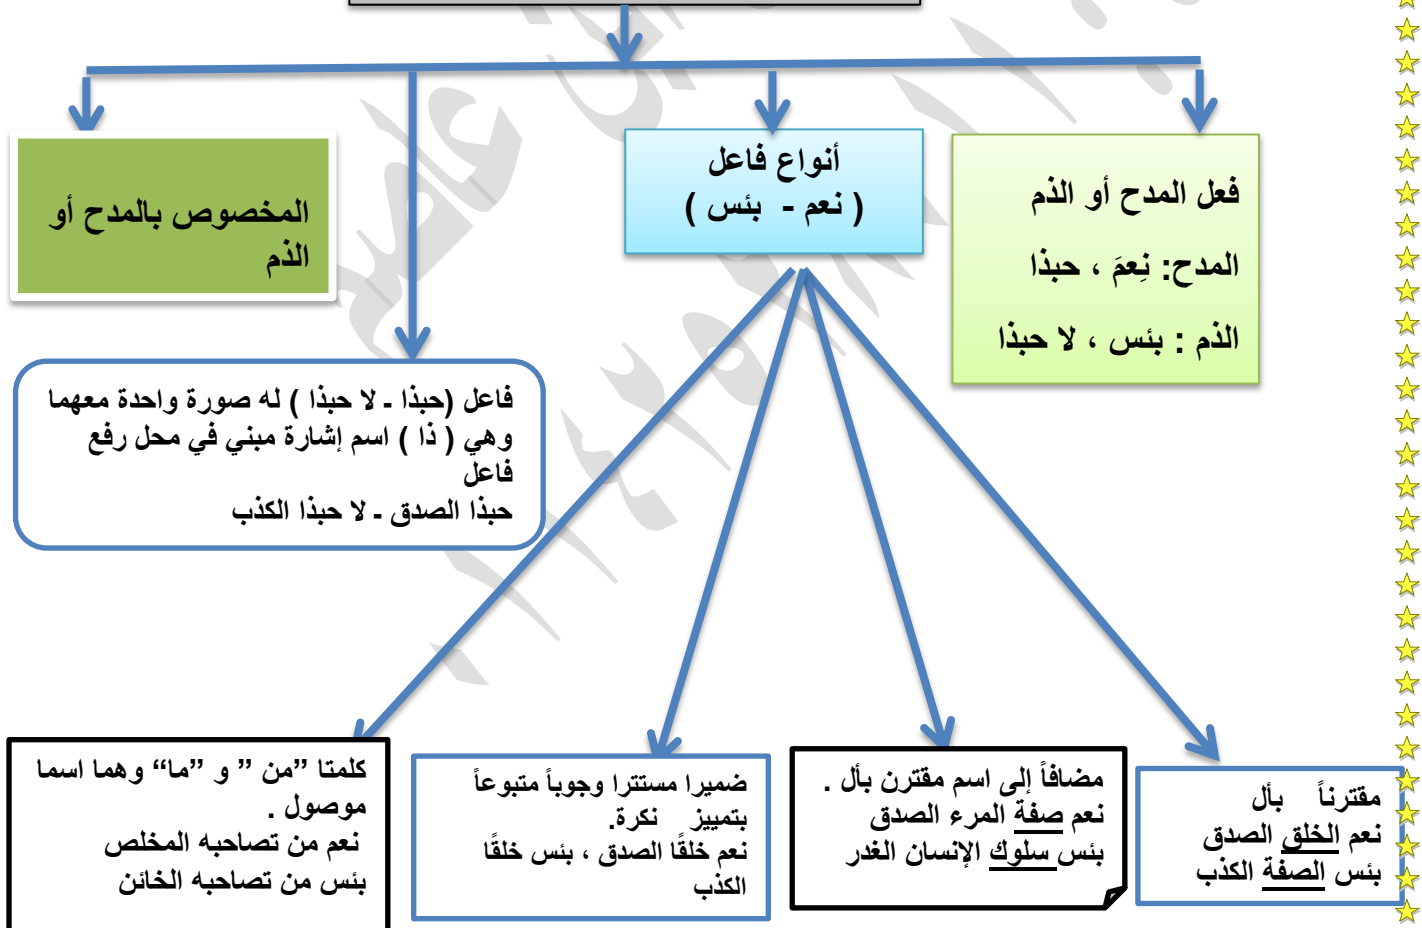 فعل المدح أو الذم
المدح: نِعمَ ، حبذا
الذم : بئس ، لا حبذا
أنواع فاعل
( نعم - بئس )
المخصوص بالمدح أو
الذم
فاعل (حبذا ـ لا حبذا ) له صورة واحدة معهما
وهي ( ذا ) اسم إشارة مبني في محل رفع
فاعل
حبذا الصدق ـ لا حبذا الكذب
مقترناً بأل
نعم الخلق الصدق
بئس الصفة الكذب
مضافاً إلى اسم مقترن بأل .
نعم صفة المرء الصدق
بئس سلوك الإنسان الغدر
ضميرا مستترا وجوباً متبوعاً
بتمييز نكرة.
نعم خلقًا الصدق ، بئس خلقًا
الكذب
كلمتا ”من ” و ”ما“ وهما اسما
موصول .
نعم من تصاحبه المخلص
بئس من تصاحبه الخائن